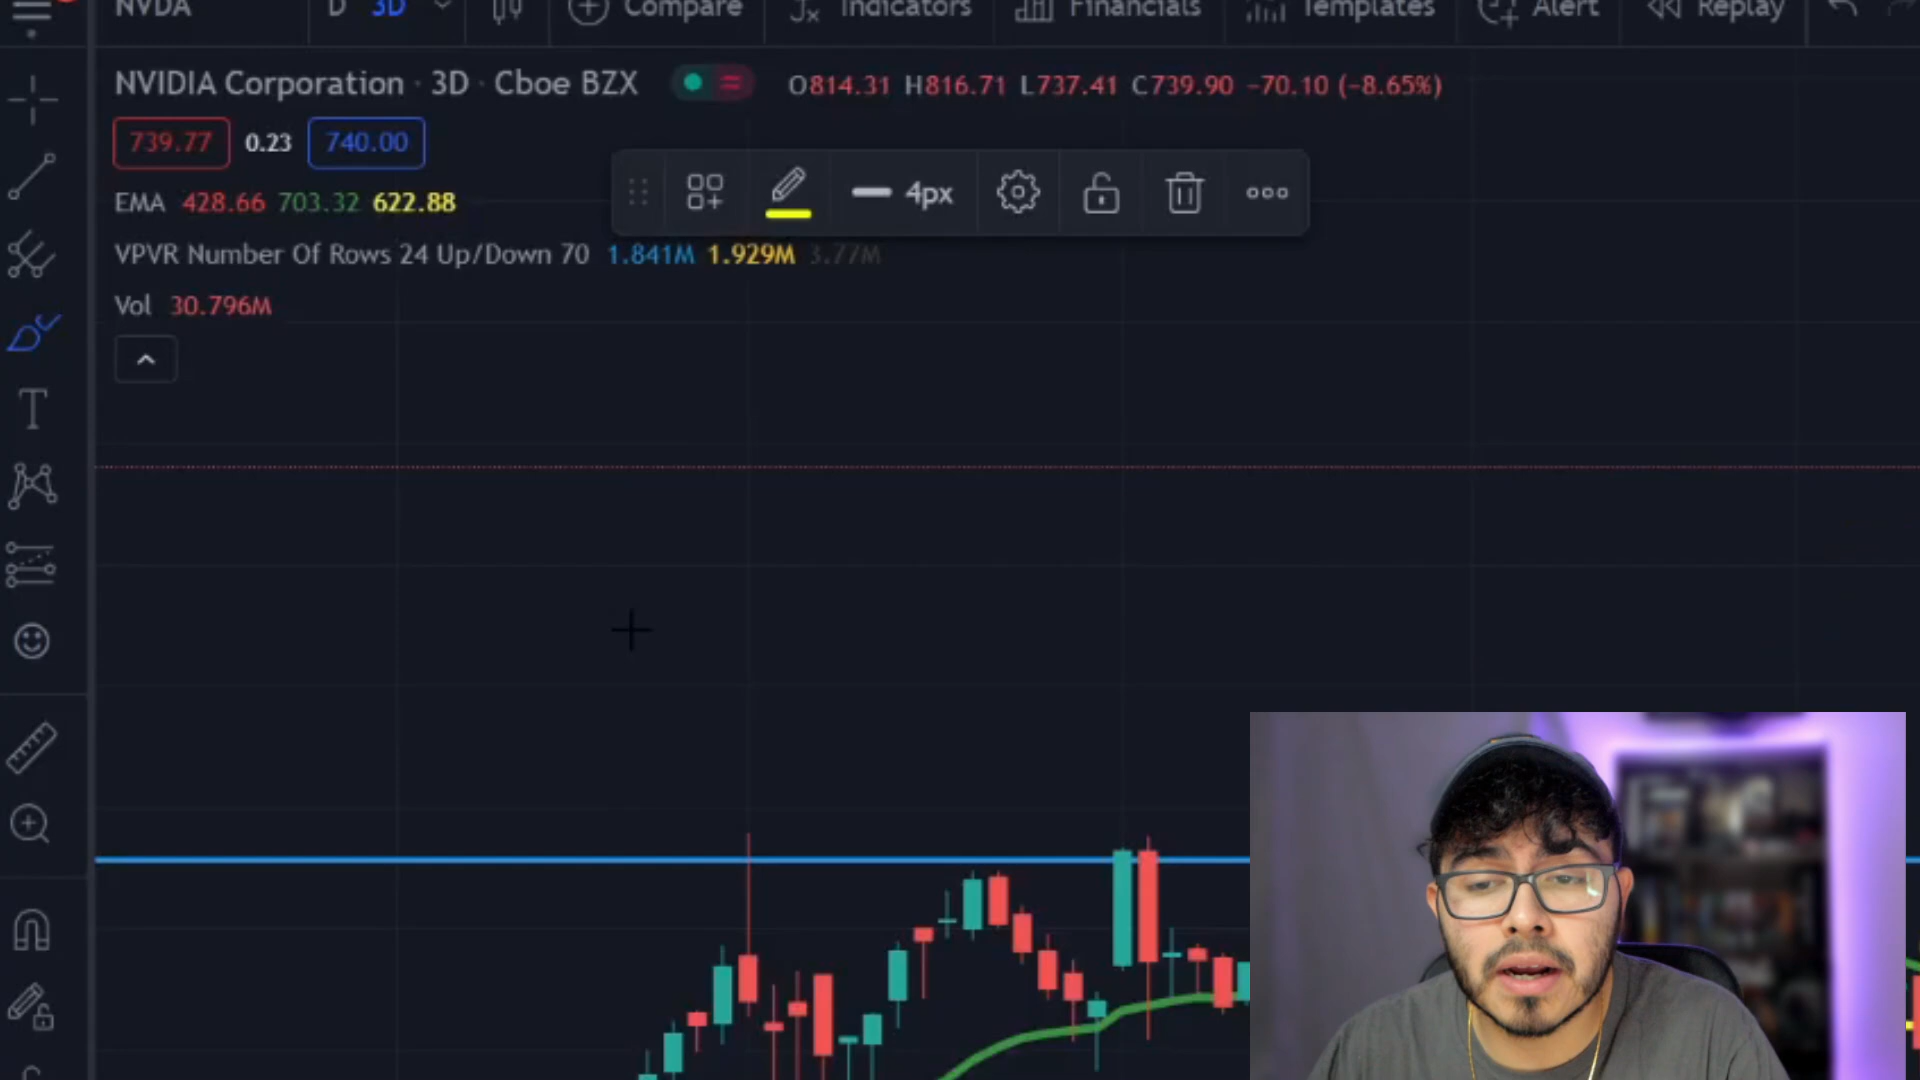 NVDA D 3D Compare Indicators Financials Templates Alert Replay
NVIDIA Corporation · 3D · Cboe BZX O814.31 H816.71 L737.41 C739.90 −70.10 (−8.65%)
739.77 0.23 740.00
4px
EMA 428.66 703.32 622.88
VPVR Number Of Rows 24 Up/Down 70 1.841M 1.929M 3.77M
Vol 30.796M